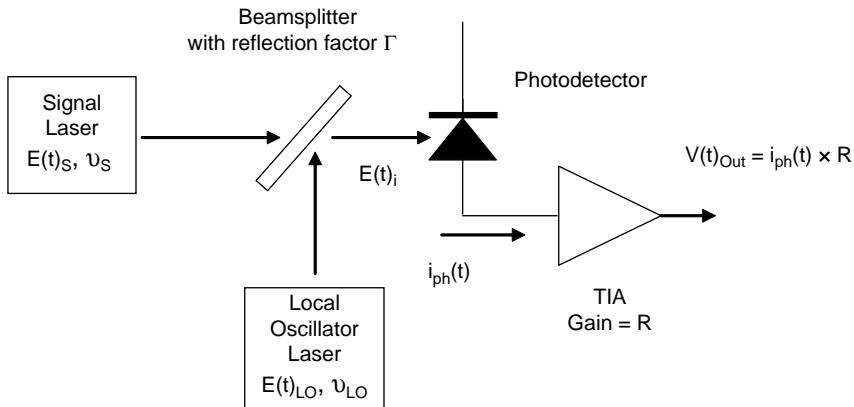 Beamsplitter
with reflection factor Γ
Photodetector
Signal
Laser
E(t)S, υS
E(t)i
V(t)Out = iph(t) × R
iph(t)
Local
Oscillator
Laser
E(t)LO, υLO
TIA
Gain = R